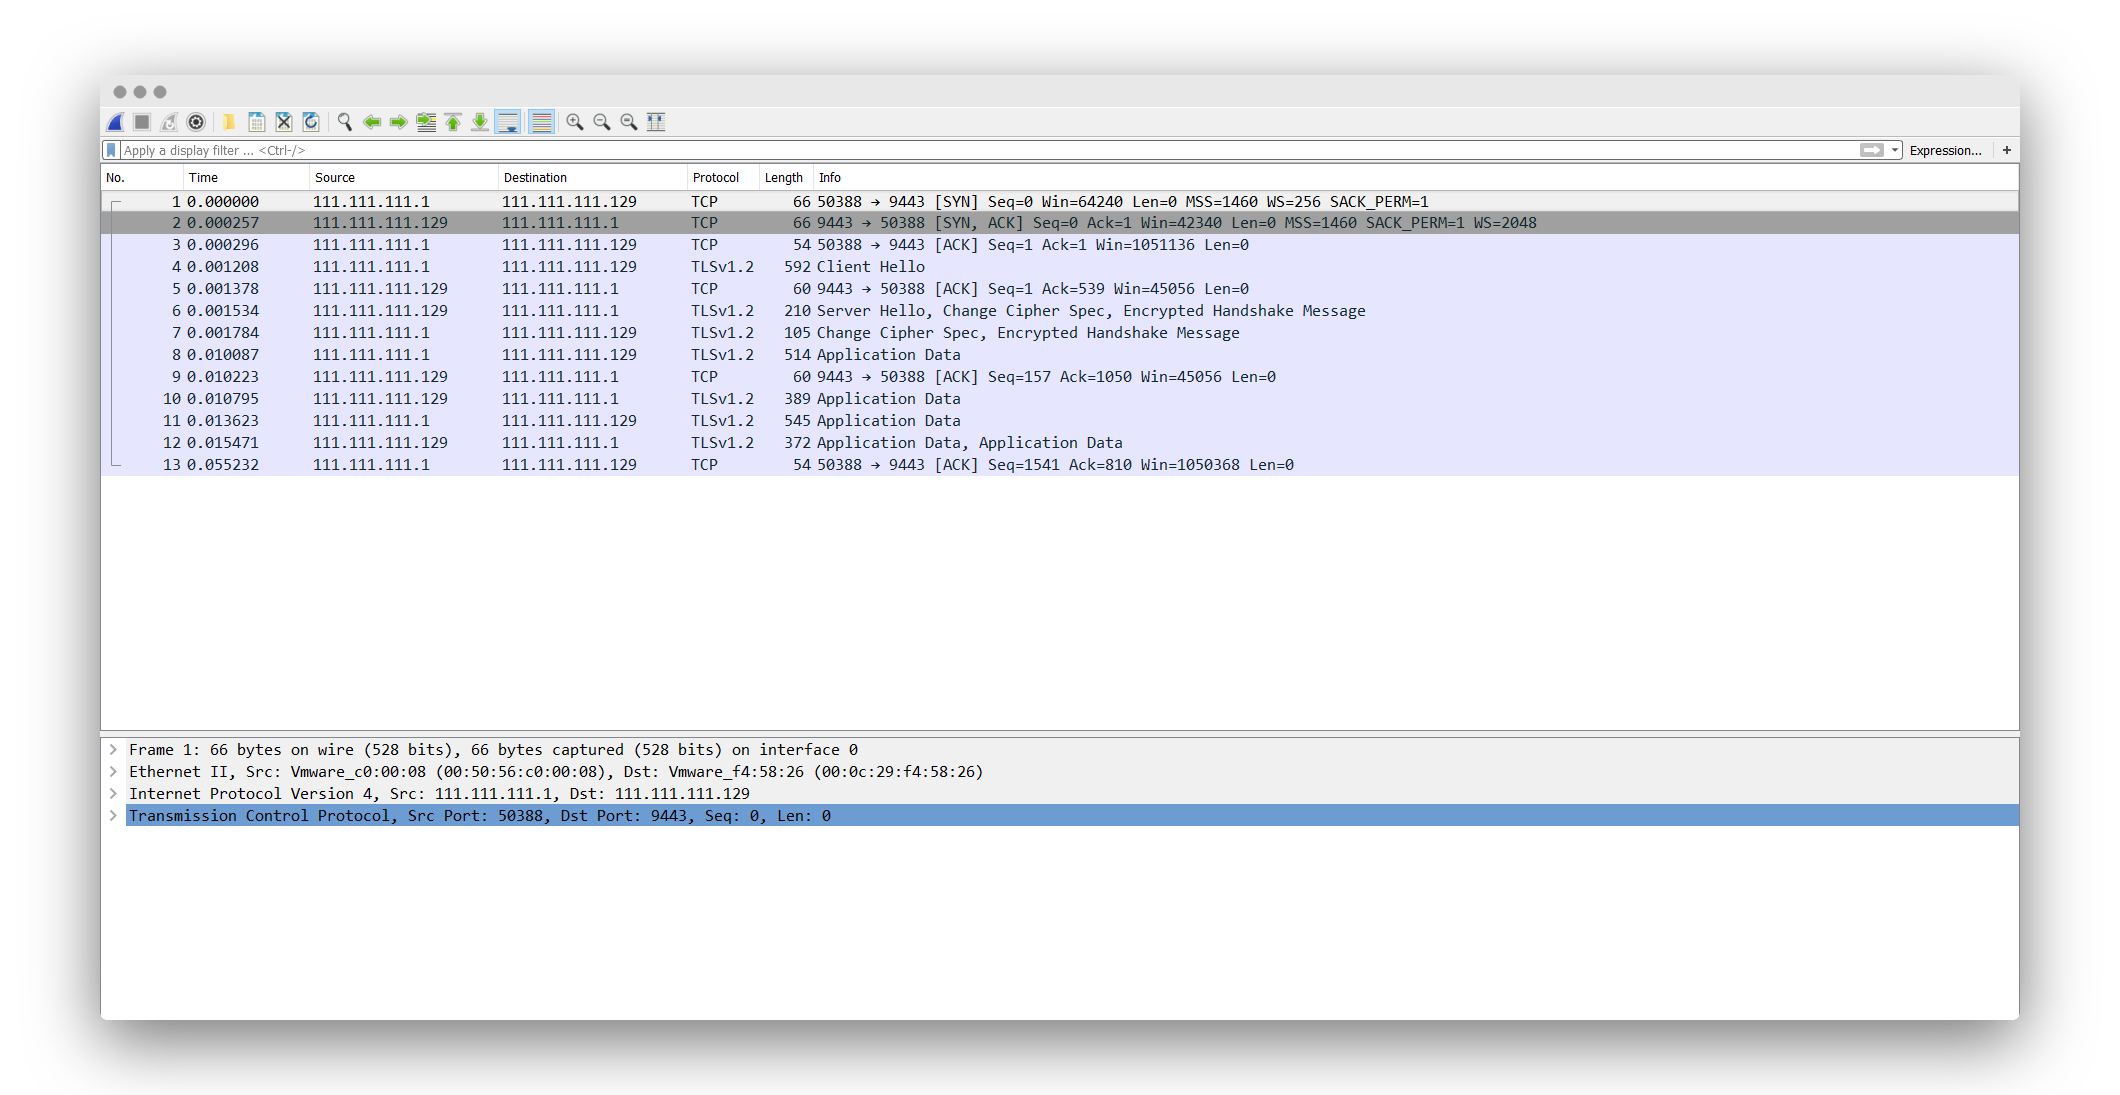 Apply a display filter ... <Ctrl-/> Expression... +
No. Time Source Destination Protocol Length Info
1 0.000000 111.111.111.1 111.111.111.129 TCP 66 50388 → 9443 [SYN] Seq=0 Win=64240 Len=0 MSS=1460 WS=256 SACK_PERM=1
2 0.000257 111.111.111.129 111.111.111.1 TCP 66 9443 → 50388 [SYN, ACK] Seq=0 Ack=1 Win=42340 Len=0 MSS=1460 SACK_PERM=1 WS=2048
3 0.000296 111.111.111.1 111.111.111.129 TCP 54 50388 → 9443 [ACK] Seq=1 Ack=1 Win=1051136 Len=0
4 0.001208 111.111.111.1 111.111.111.129 TLSv1.2 592 Client Hello
5 0.001378 111.111.111.129 111.111.111.1 TCP 60 9443 → 50388 [ACK] Seq=1 Ack=539 Win=45056 Len=0
6 0.001534 111.111.111.129 111.111.111.1 TLSv1.2 210 Server Hello, Change Cipher Spec, Encrypted Handshake Message
7 0.001784 111.111.111.1 111.111.111.129 TLSv1.2 105 Change Cipher Spec, Encrypted Handshake Message
8 0.010087 111.111.111.1 111.111.111.129 TLSv1.2 514 Application Data
9 0.010223 111.111.111.129 111.111.111.1 TCP 60 9443 → 50388 [ACK] Seq=157 Ack=1050 Win=45056 Len=0
10 0.010795 111.111.111.129 111.111.111.1 TLSv1.2 389 Application Data
11 0.013623 111.111.111.1 111.111.111.129 TLSv1.2 545 Application Data
12 0.015471 111.111.111.129 111.111.111.1 TLSv1.2 372 Application Data, Application Data
13 0.055232 111.111.111.1 111.111.111.129 TCP 54 50388 → 9443 [ACK] Seq=1541 Ack=810 Win=1050368 Len=0
Frame 1: 66 bytes on wire (528 bits), 66 bytes captured (528 bits) on interface 0
Ethernet II, Src: Vmware_c0:00:08 (00:50:56:c0:00:08), Dst: Vmware_f4:58:26 (00:0c:29:f4:58:26)
Internet Protocol Version 4, Src: 111.111.111.1, Dst: 111.111.111.129
Transmission Control Protocol, Src Port: 50388, Dst Port: 9443, Seq: 0, Len: 0